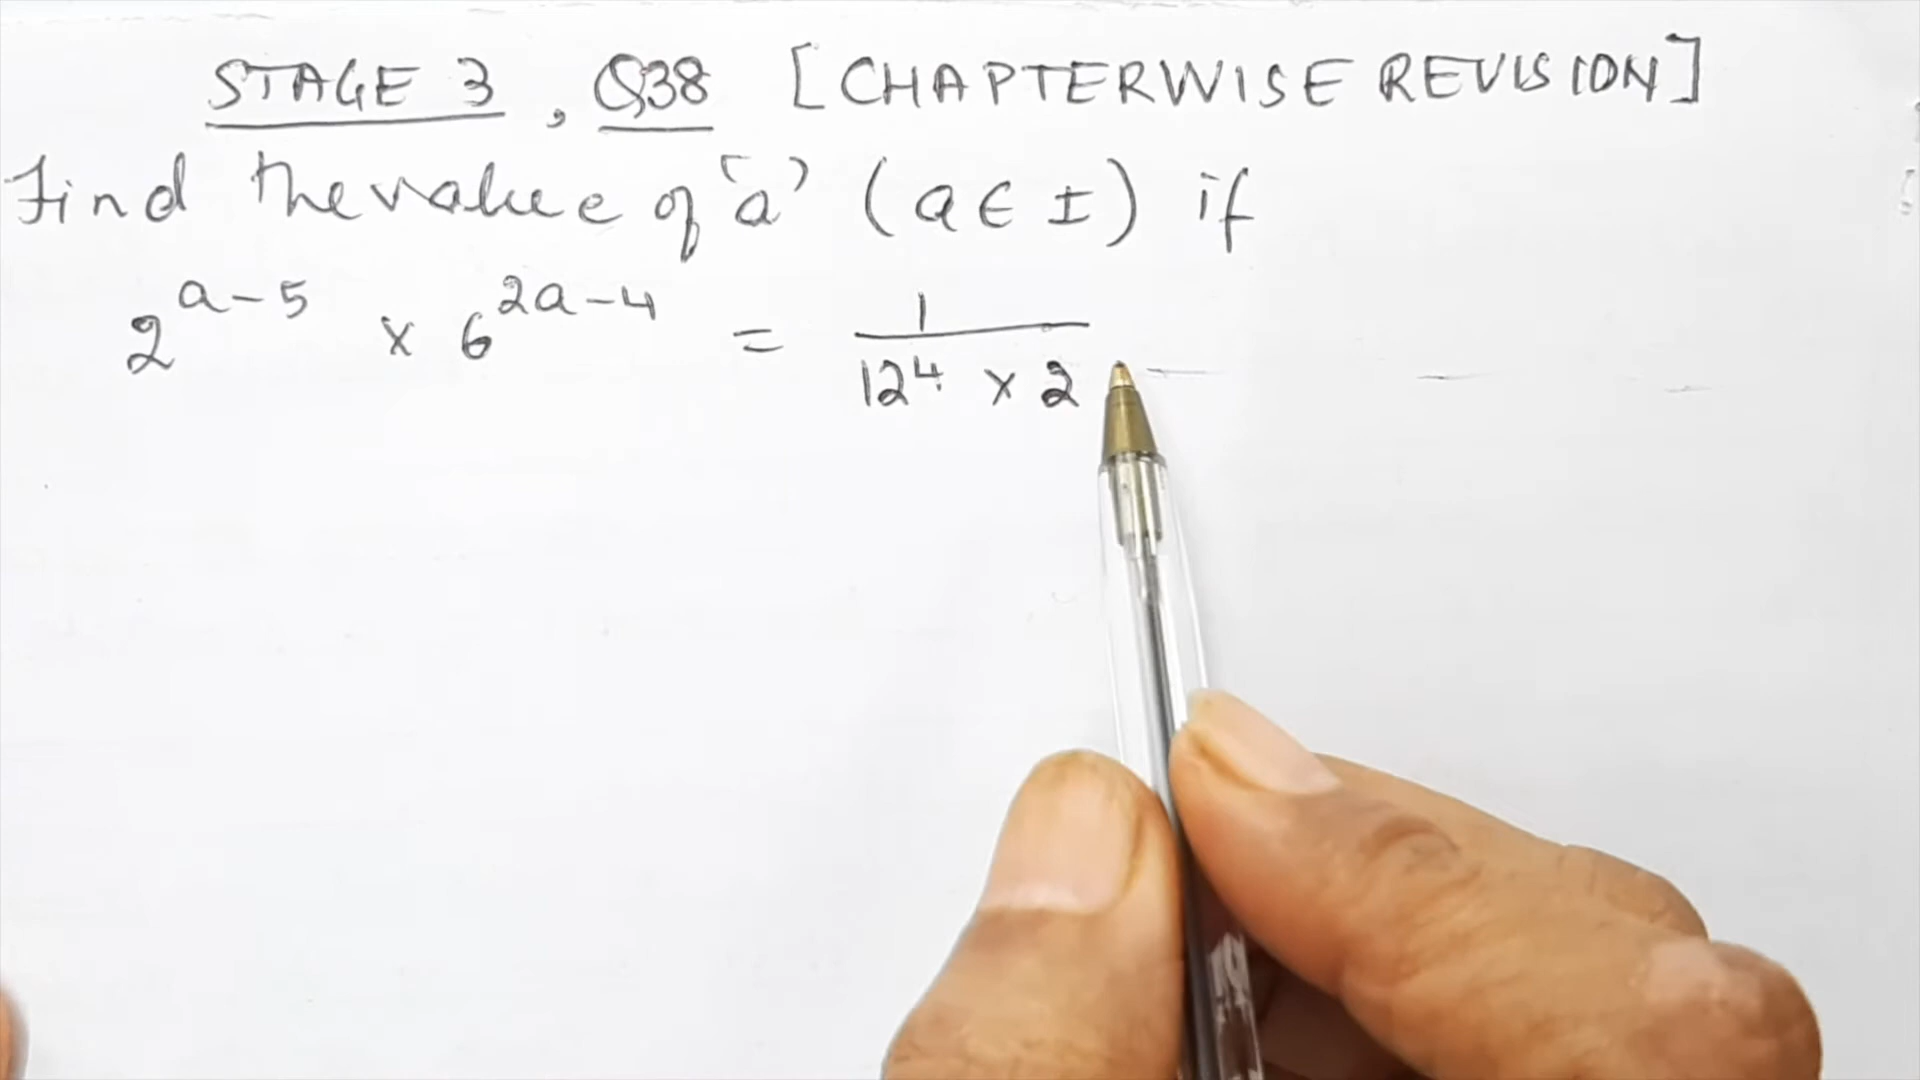 STAGE 3, Q38 [CHAPTERWISE REVISION]
Find the value of 'a' (a ∈ I) if
2^(a-5) × 6^(2a-4) = 1/(12^4 × 2)